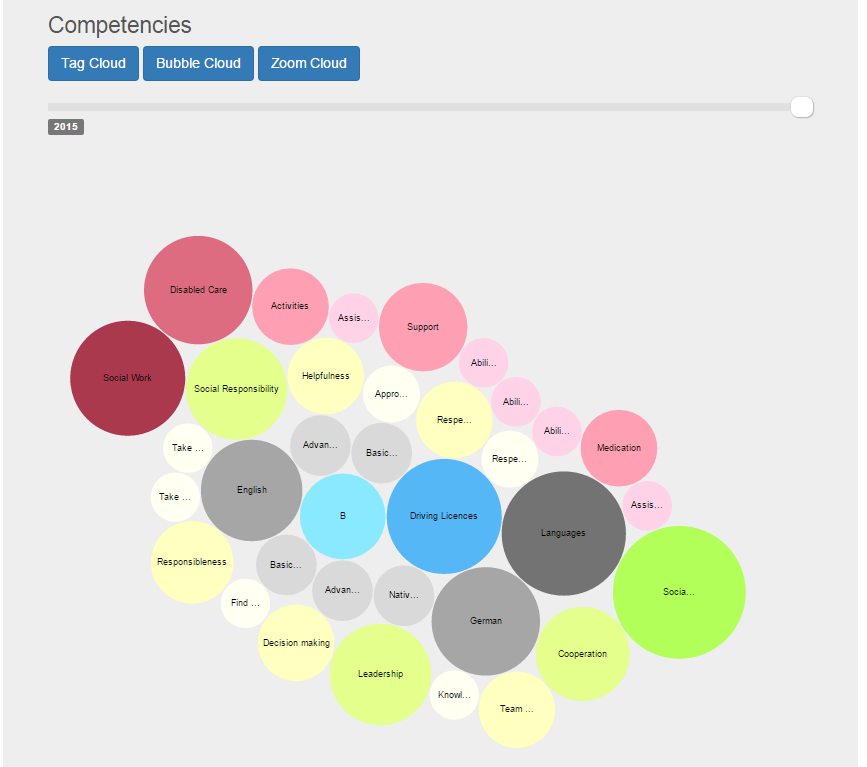 Competencies
Tag Cloud Bubble Cloud Zoom Cloud
2015
Disabled Care
Activities
Assis...
Support
Social Work
Social Responsibility
Helpfulness
Appro...
Abili...
Abili...
Respe...
Abili...
Take ...
Advan...
Basic...
Respe...
Medication
Take ...
English
B
Driving Licences
Languages
Assis...
Responsibleness
Basic...
Advan...
Nativ...
Socia...
Find ...
German
Decision making
Leadership
Cooperation
Knowl...
Team ...